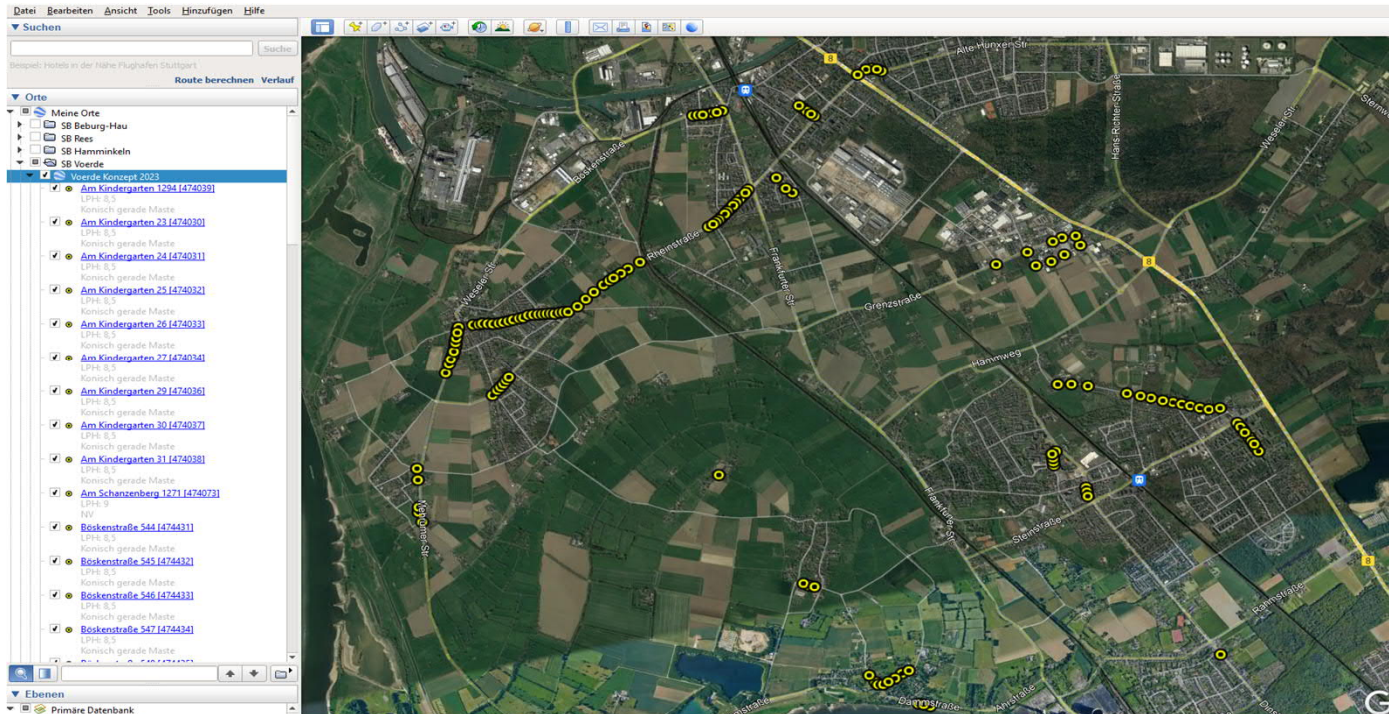 Datei Bearbeiten Ansicht Tools Hinzufügen Hilfe
Suchen
Suche
Beispiel: Hotels in der Nähe Flughafen Stuttgart
Route berechnen Verlauf
Orte
Meine Orte
SB Beburg-Hau
SB Rees
SB Hamminkeln
SB Voerde
Voerde Konzept 2023
Am Kindergarten 1294 [474039]
LPH: 8,5
Konisch gerade Maste
Am Kindergarten 23 [474030]
LPH: 8,5
Konisch gerade Maste
Am Kindergarten 24 [474031]
LPH: 8,5
Konisch gerade Maste
Am Kindergarten 25 [474032]
LPH: 8,5
Konisch gerade Maste
Am Kindergarten 26 [474033]
LPH: 8,5
Konisch gerade Maste
Am Kindergarten 27 [474034]
LPH: 8,5
Konisch gerade Maste
Am Kindergarten 29 [474036]
LPH: 8,5
Konisch gerade Maste
Am Kindergarten 30 [474037]
LPH: 8,5
Konisch gerade Maste
Am Kindergarten 31 [474038]
LPH: 8,5
Konisch gerade Maste
Am Schanzenberg 1271 [474073]
LPH: 9
NV
Böskenstraße 544 [474431]
LPH: 8,5
Konisch gerade Maste
Böskenstraße 545 [474432]
LPH: 8,5
Konisch gerade Maste
Böskenstraße 546 [474433]
LPH: 8,5
Konisch gerade Maste
Böskenstraße 547 [474434]
LPH: 8,5
Konisch gerade Maste
Ebenen
Primäre Datenbank
Alte Hünxer Str
8
Hans-Richter-Straße
Weseler Str.
Böskenstraße
Rheinstraße
Frankfurter Str
Weseler Str
8
Grenzstraße
Hammweg
Mehrumer Str
Frankfurter Str
Steinstraße
8
Rahmstraße
Dammstraße
Ahrstraße
G